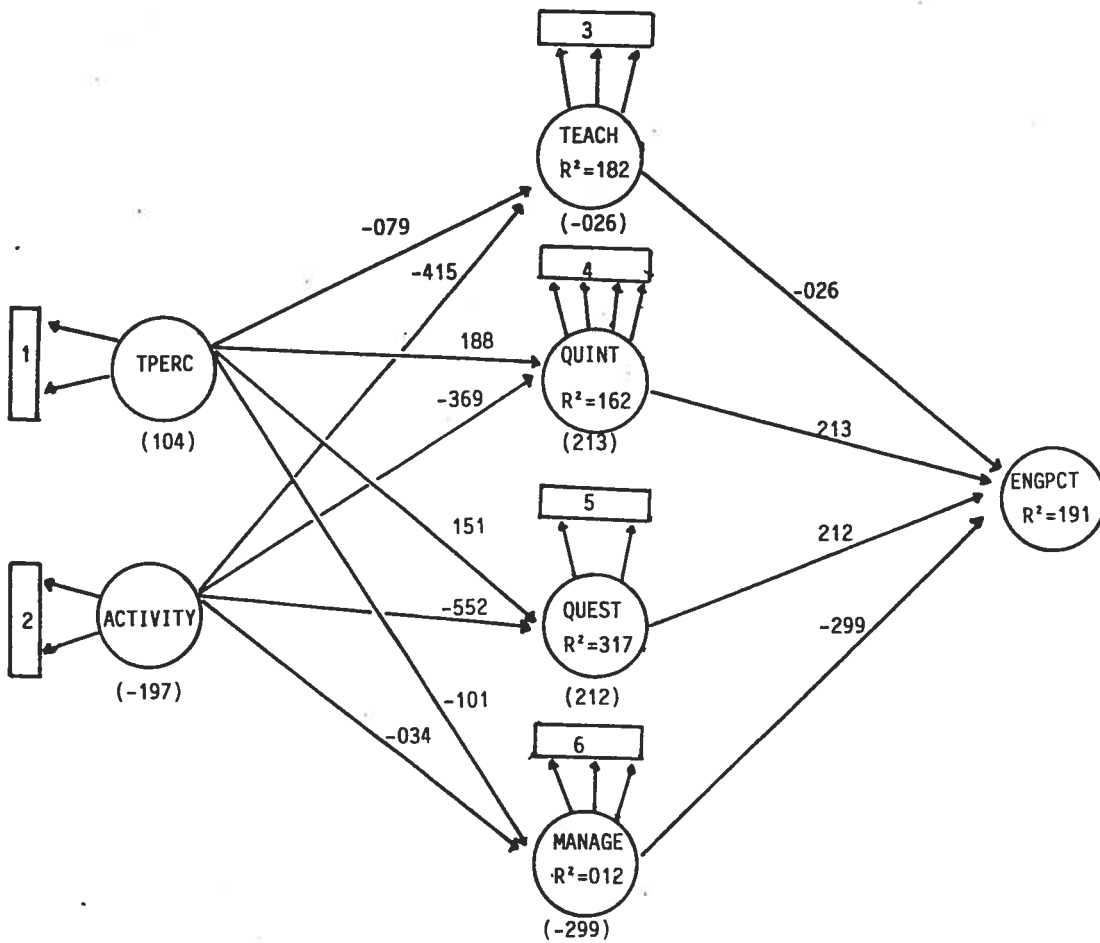 3
TEACH
R²=182
(-026)
-079
-415
-026
4
188
QUINT
R²=162
-369
(213)
213
1
TPERC
(104)
ENGPCT
R²=191
5
151
212
2
ACTIVITY
(-197)
-552
QUEST
R²=317
-299
(212)
-101
-034
6
MANAGE
R²=012
(-299)